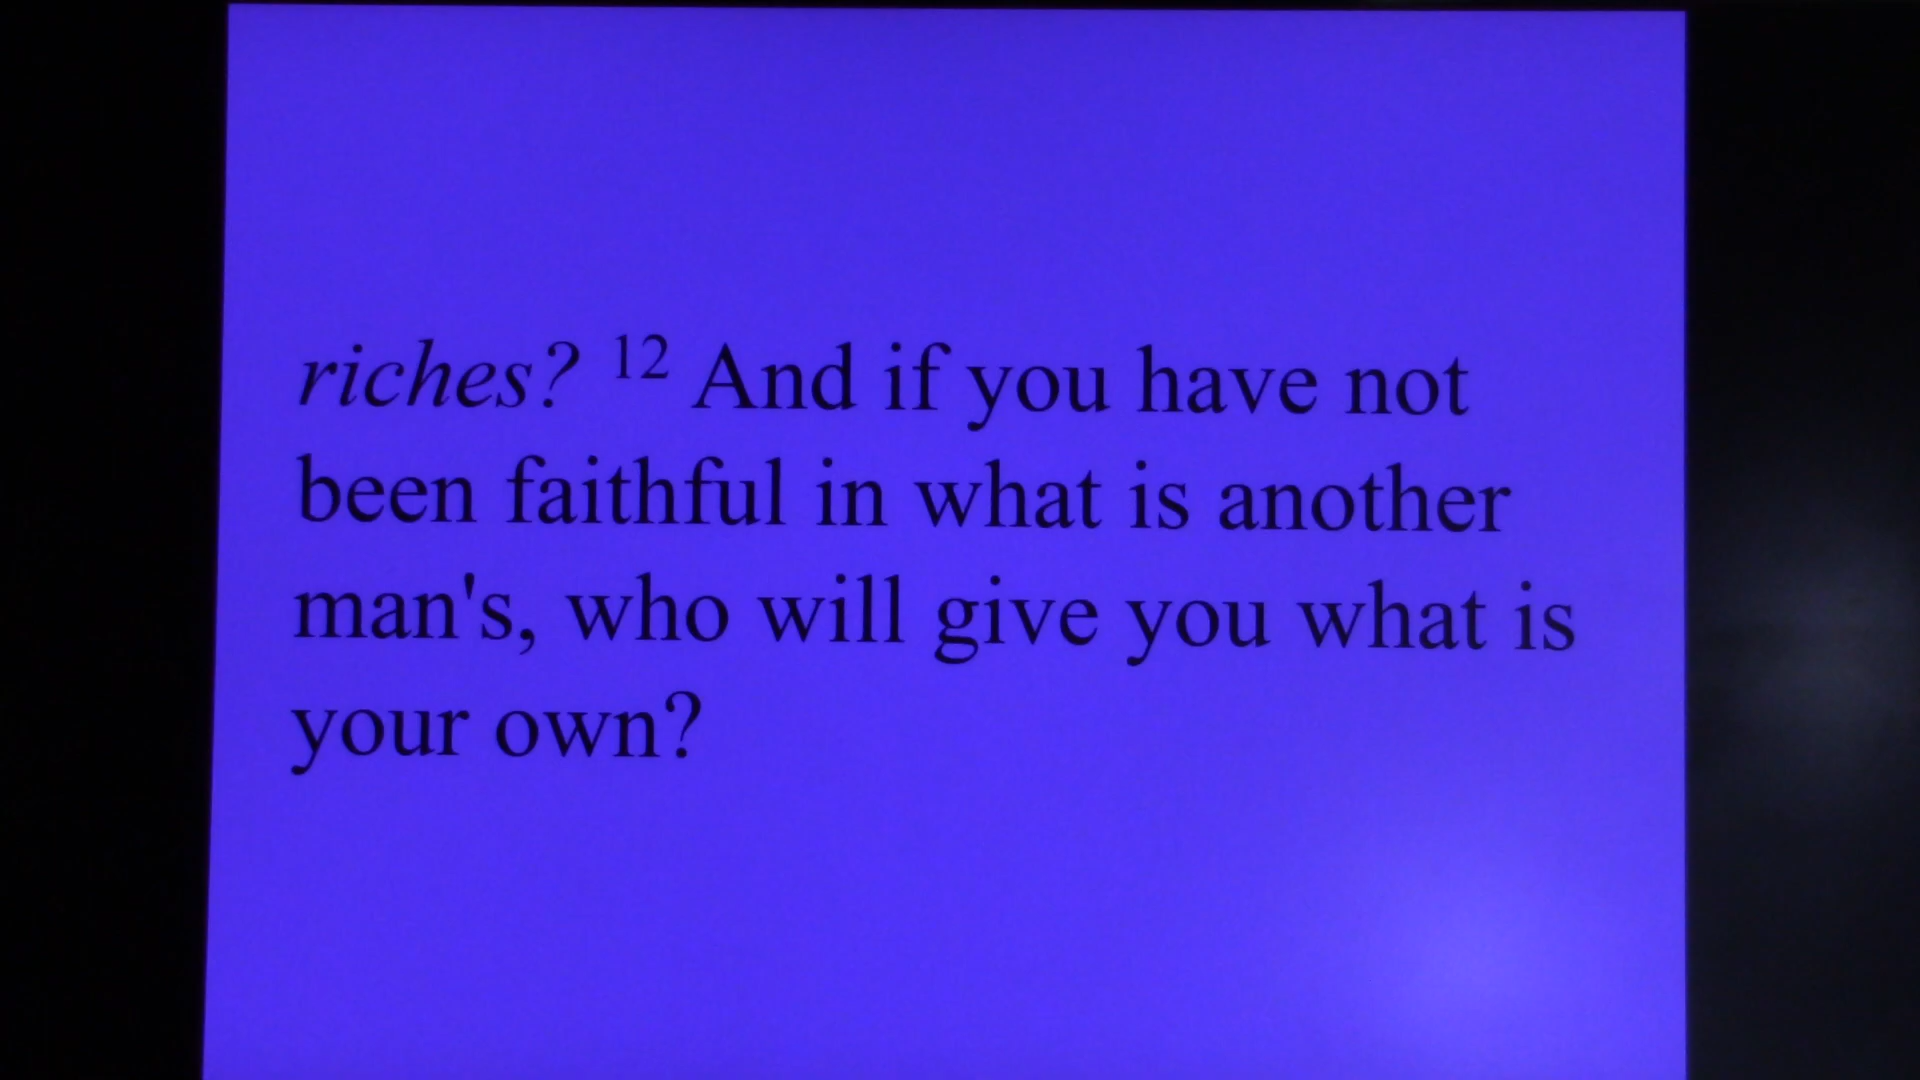 riches? 12 And if you have not
been faithful in what is another
man's, who will give you what is
your own?